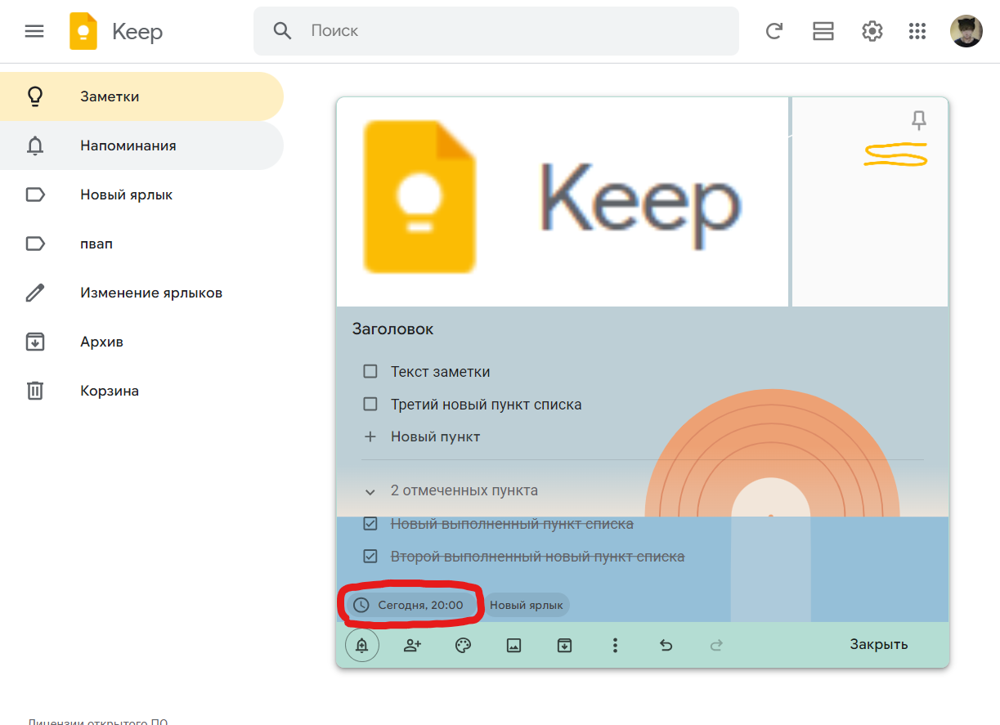 Keep
Поиск
Заметки
Напоминания
Новый ярлык
пвап
Изменение ярлыков
Архив
Корзина
Keep
Заголовок
Текст заметки
Третий новый пункт списка
Новый пункт
2 отмеченных пункта
Новый выполненный пункт списка
Второй выполненный новый пункт списка
Сегодня, 20:00 Новый ярлык
Закрыть
Лицензии открытого ПО